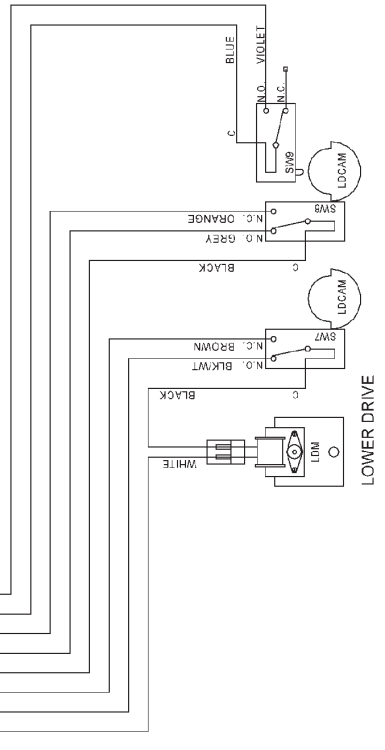 BLUE
VIOLET
C
N.O.
N.C.
SW9
LDCAM
N.C. ORANGE
N.O. GREY
BLACK
C
SW8
LDCAM
N.C. BROWN
N.O. BLK/WT
BLACK
C
SW7
WHITE
LDM
LOWER DRIVE